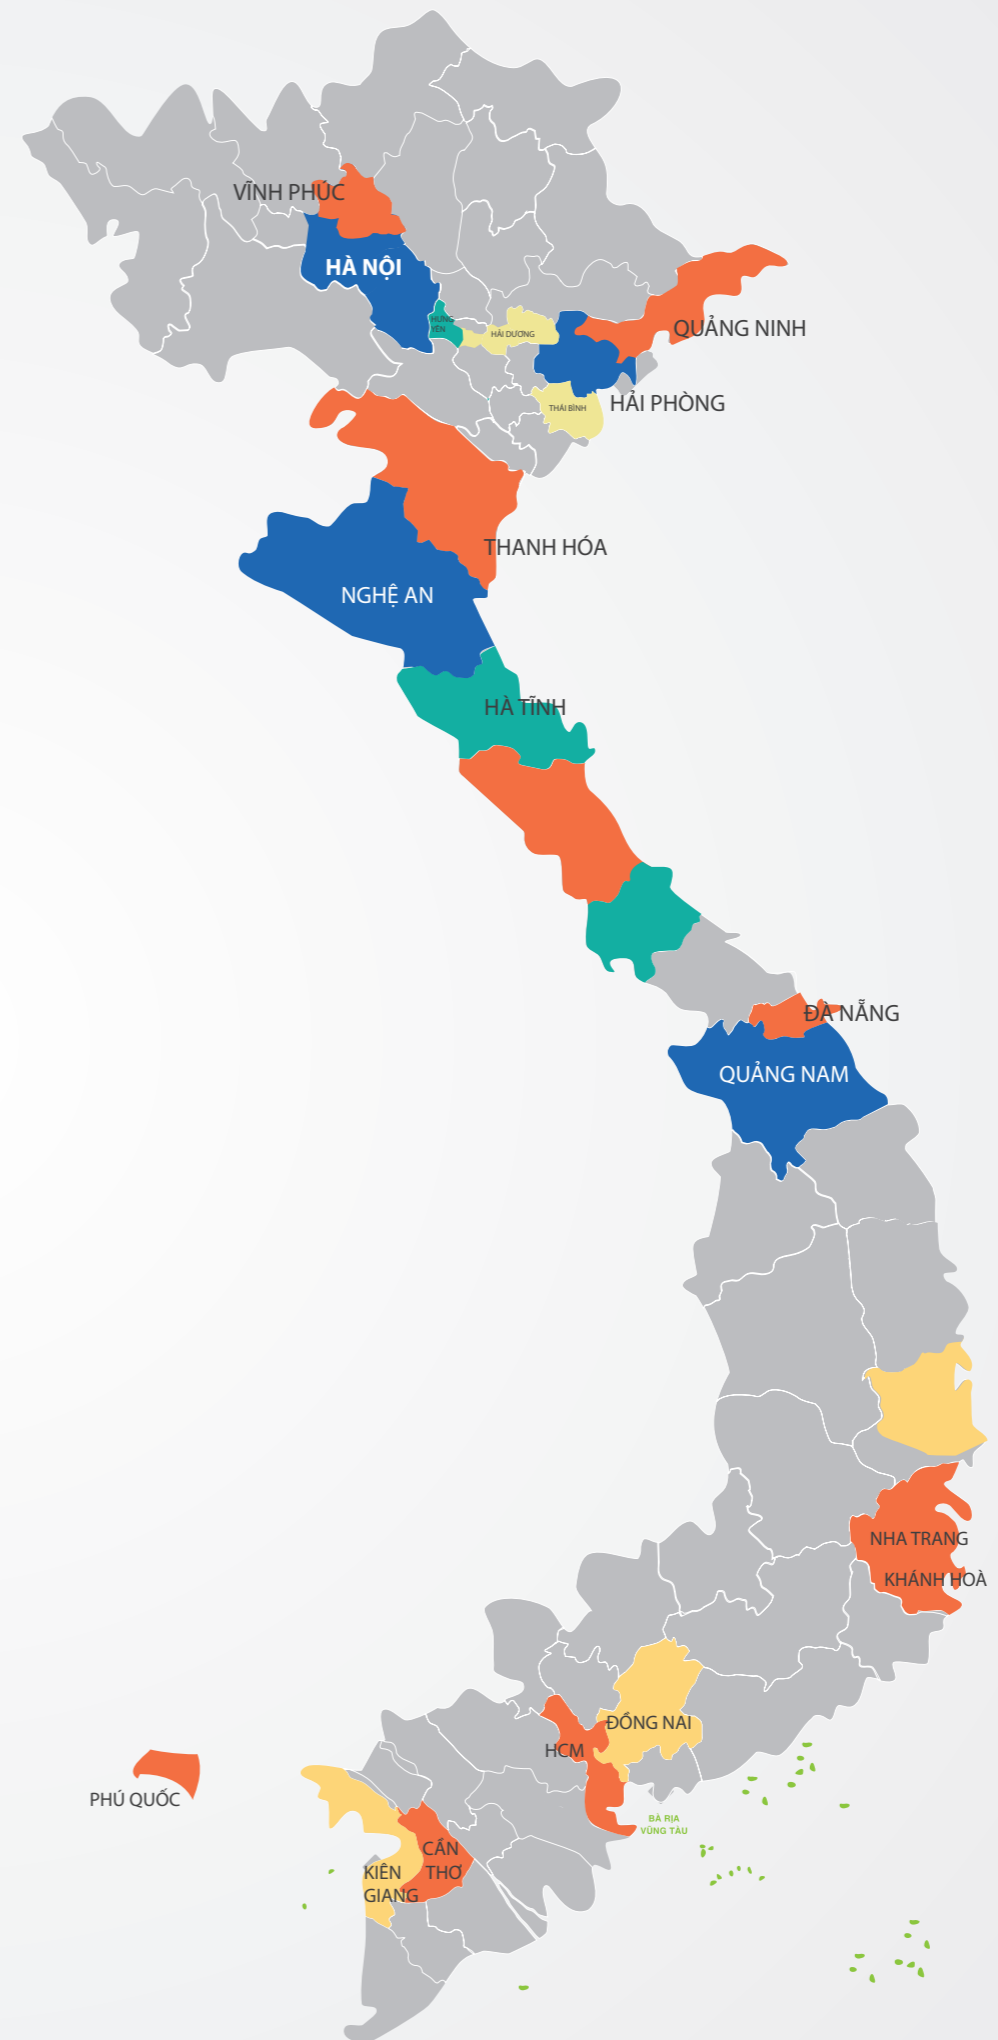 VĨNH PHÚC
HÀ NỘI
HƯNG
YÊN
HẢI DƯƠNG
QUẢNG NINH
THÁI BÌNH
HẢI PHÒNG
THANH HÓA
NGHỆ AN
HÀ TĨNH
ĐÀ NẴNG
QUẢNG NAM
NHA TRANG
KHÁNH HOÀ
ĐỒNG NAI
HCM
PHÚ QUỐC
BÀ RỊA
VŨNG TÀU
CẦN
THƠ
KIÊN
GIANG